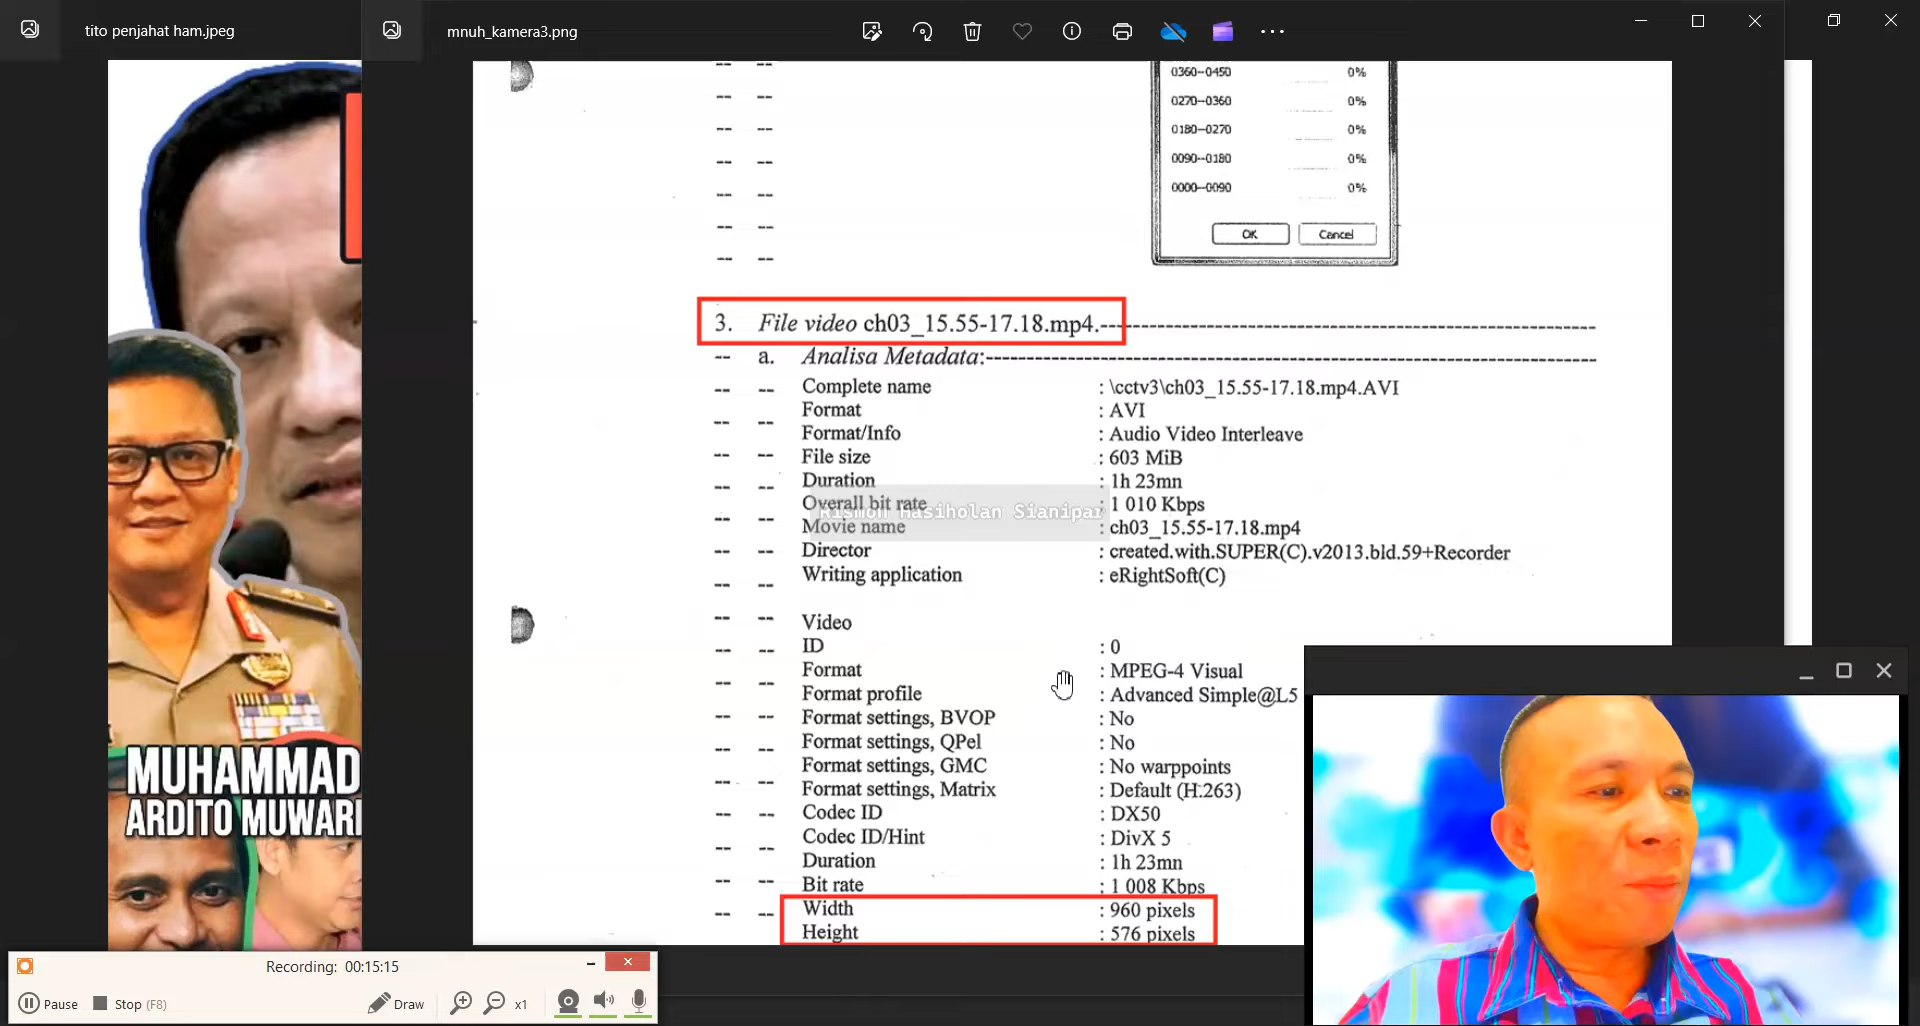 tito penjahat ham.jpeg
mnuh_kamera3.png
MUHAMMAD
ARDITO MUWARI
0360--0450 0%
0270--0360 0%
0180--0270 0%
0090--0180 0%
0000--0090 0%
OK Cancel
3. File video ch03_15.55-17.18.mp4.
-- a. Analisa Metadata:
Complete name : \cctv3\ch03_15.55-17.18.mp4.AVI
Format : AVI
Format/Info : Audio Video Interleave
File size : 603 MiB
Duration : 1h 23mn
Overall bit rate : 1 010 Kbps
Rismon Hasiholan Sianipar
Movie name : ch03_15.55-17.18.mp4
Director : created.with.SUPER(C).v2013.bld.59+Recorder
Writing application : eRightSoft(C)
Video
ID : 0
Format : MPEG-4 Visual
Format profile : Advanced Simple@L5
Format settings, BVOP : No
Format settings, QPel : No
Format settings, GMC : No warppoints
Format settings, Matrix : Default (H.263)
Codec ID : DX50
Codec ID/Hint : DivX 5
Duration : 1h 23mn
Bit rate : 1 008 Kbps
Width : 960 pixels
Height : 576 pixels
Recording: 00:15:15
Pause Stop (F8) Draw x1